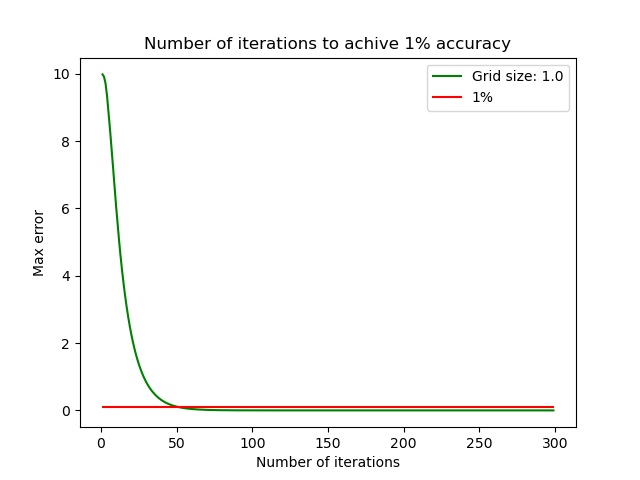 Number of iterations to achive 1% accuracy
Grid size: 1.0
1%
10
8
6
4
2
0
Max error
0 50 100 150 200 250 300
Number of iterations